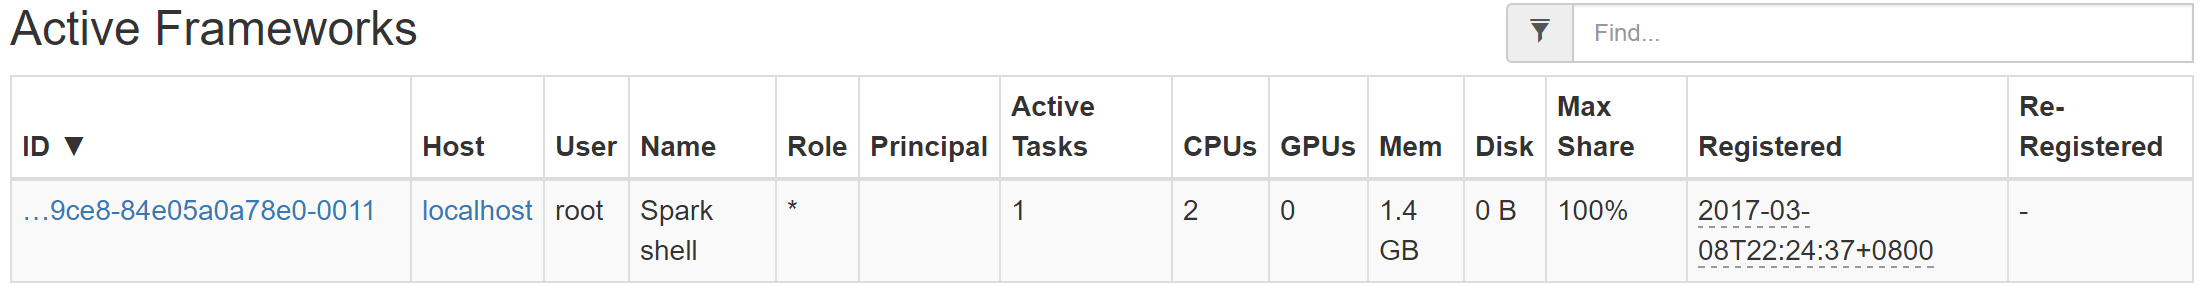 Active Frameworks
Find...
ID ▼ Host User Name Role Principal Active Tasks CPUs GPUs Mem Disk Max Share Registered Re-Registered
…9ce8-84e05a0a78e0-0011 localhost root Spark shell * 1 2 0 1.4 GB 0 B 100% 2017-03-08T22:24:37+0800 -